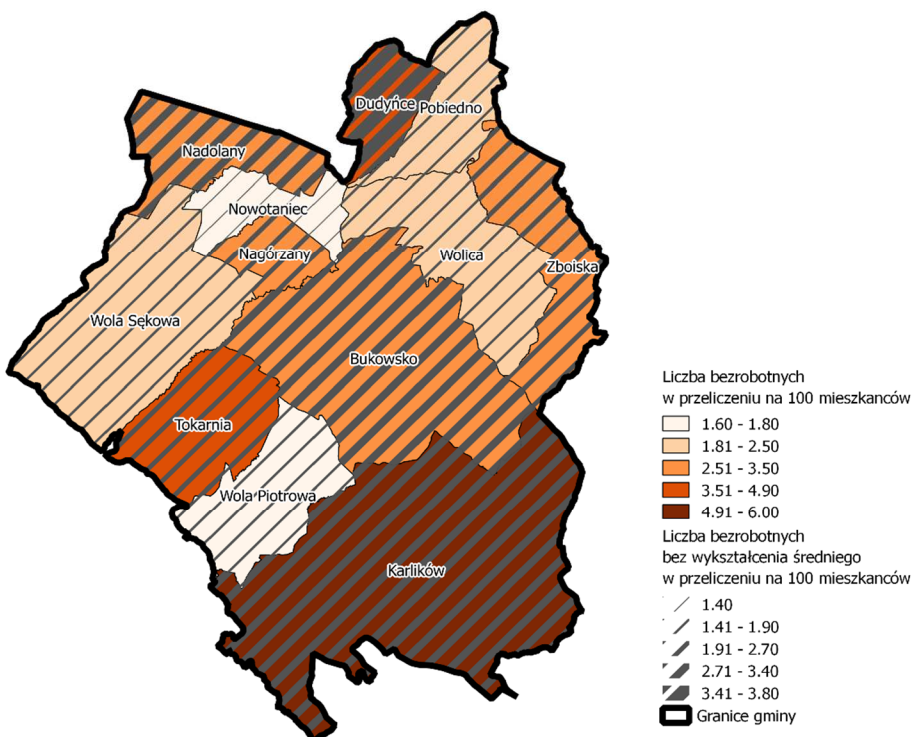 Dudyńce
Pobiedno
Nadolany
Nowotaniec
Nagórzany
Wolica
Zboiska
Wola Sękowa
Bukowsko
Tokarnia
Wola Piotrowa
Karlików
Liczba bezrobotnych
w przeliczeniu na 100 mieszkanców
1.60 - 1.80
1.81 - 2.50
2.51 - 3.50
3.51 - 4.90
4.91 - 6.00
Liczba bezrobotnych
bez wykształcenia średniego
w przeliczeniu na 100 mieszkanców
1.40
1.41 - 1.90
1.91 - 2.70
2.71 - 3.40
3.41 - 3.80
Granice gminy